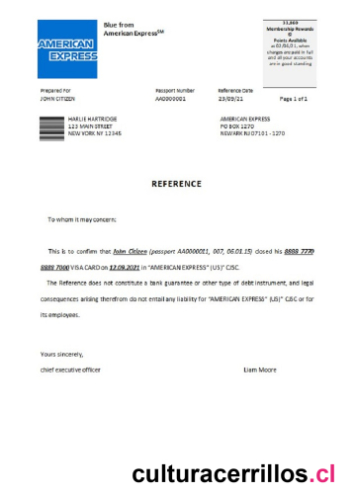 Blue from
American Express SM
AMERICAN
EXPRESS
11,803
Membership Rewards
®
Points Available
at 02/06/21, when
charges are paid in full
and all your accounts
are in good standing.
Prepared For
JOHN CITIZEN
Passport Number
AA0000011
Reference Date
23/09/21
Page 1 of 1
HARLIE HARTRIDGE
123 MAIN STREET
NEW YORK NY 12345
AMERICAN EXPRESS
PO BOX 1270
NEWARK NJ 07101 - 1270
REFERENCE
To whom it may concern:
This is to confirm that John Citizen (passport AA0000011, 007, 06.01.15) closed his 8888 7770
8888 7000 VISA CARD on 12.09.2021 in "AMERICAN EXPRESS" (US)" CJSC.
The Reference does not constitute a bank guarantee or other type of debt instrument, and legal
consequences arising therefrom do not entail any liability for "AMERICAN EXPRESS" (US)" CJSC or for
its employees.
Yours sincerely,
chief executive officer
Liam Moore
culturacerrillos.cl